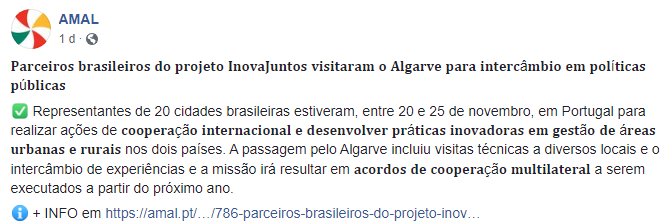 AMAL
1 d ·
Parceiros brasileiros do projeto InovaJuntos visitaram o Algarve para intercâmbio em políticas
públicas
✅ Representantes de 20 cidades brasileiras estiveram, entre 20 e 25 de novembro, em Portugal para
realizar ações de cooperação internacional e desenvolver práticas inovadoras em gestão de áreas
urbanas e rurais nos dois países. A passagem pelo Algarve incluiu visitas técnicas a diversos locais e o
intercâmbio de experiências e a missão irá resultar em acordos de cooperação multilateral a serem
executados a partir do próximo ano.
ℹ️ + INFO em https://amal.pt/…/786-parceiros-brasileiros-do-projeto-inov…